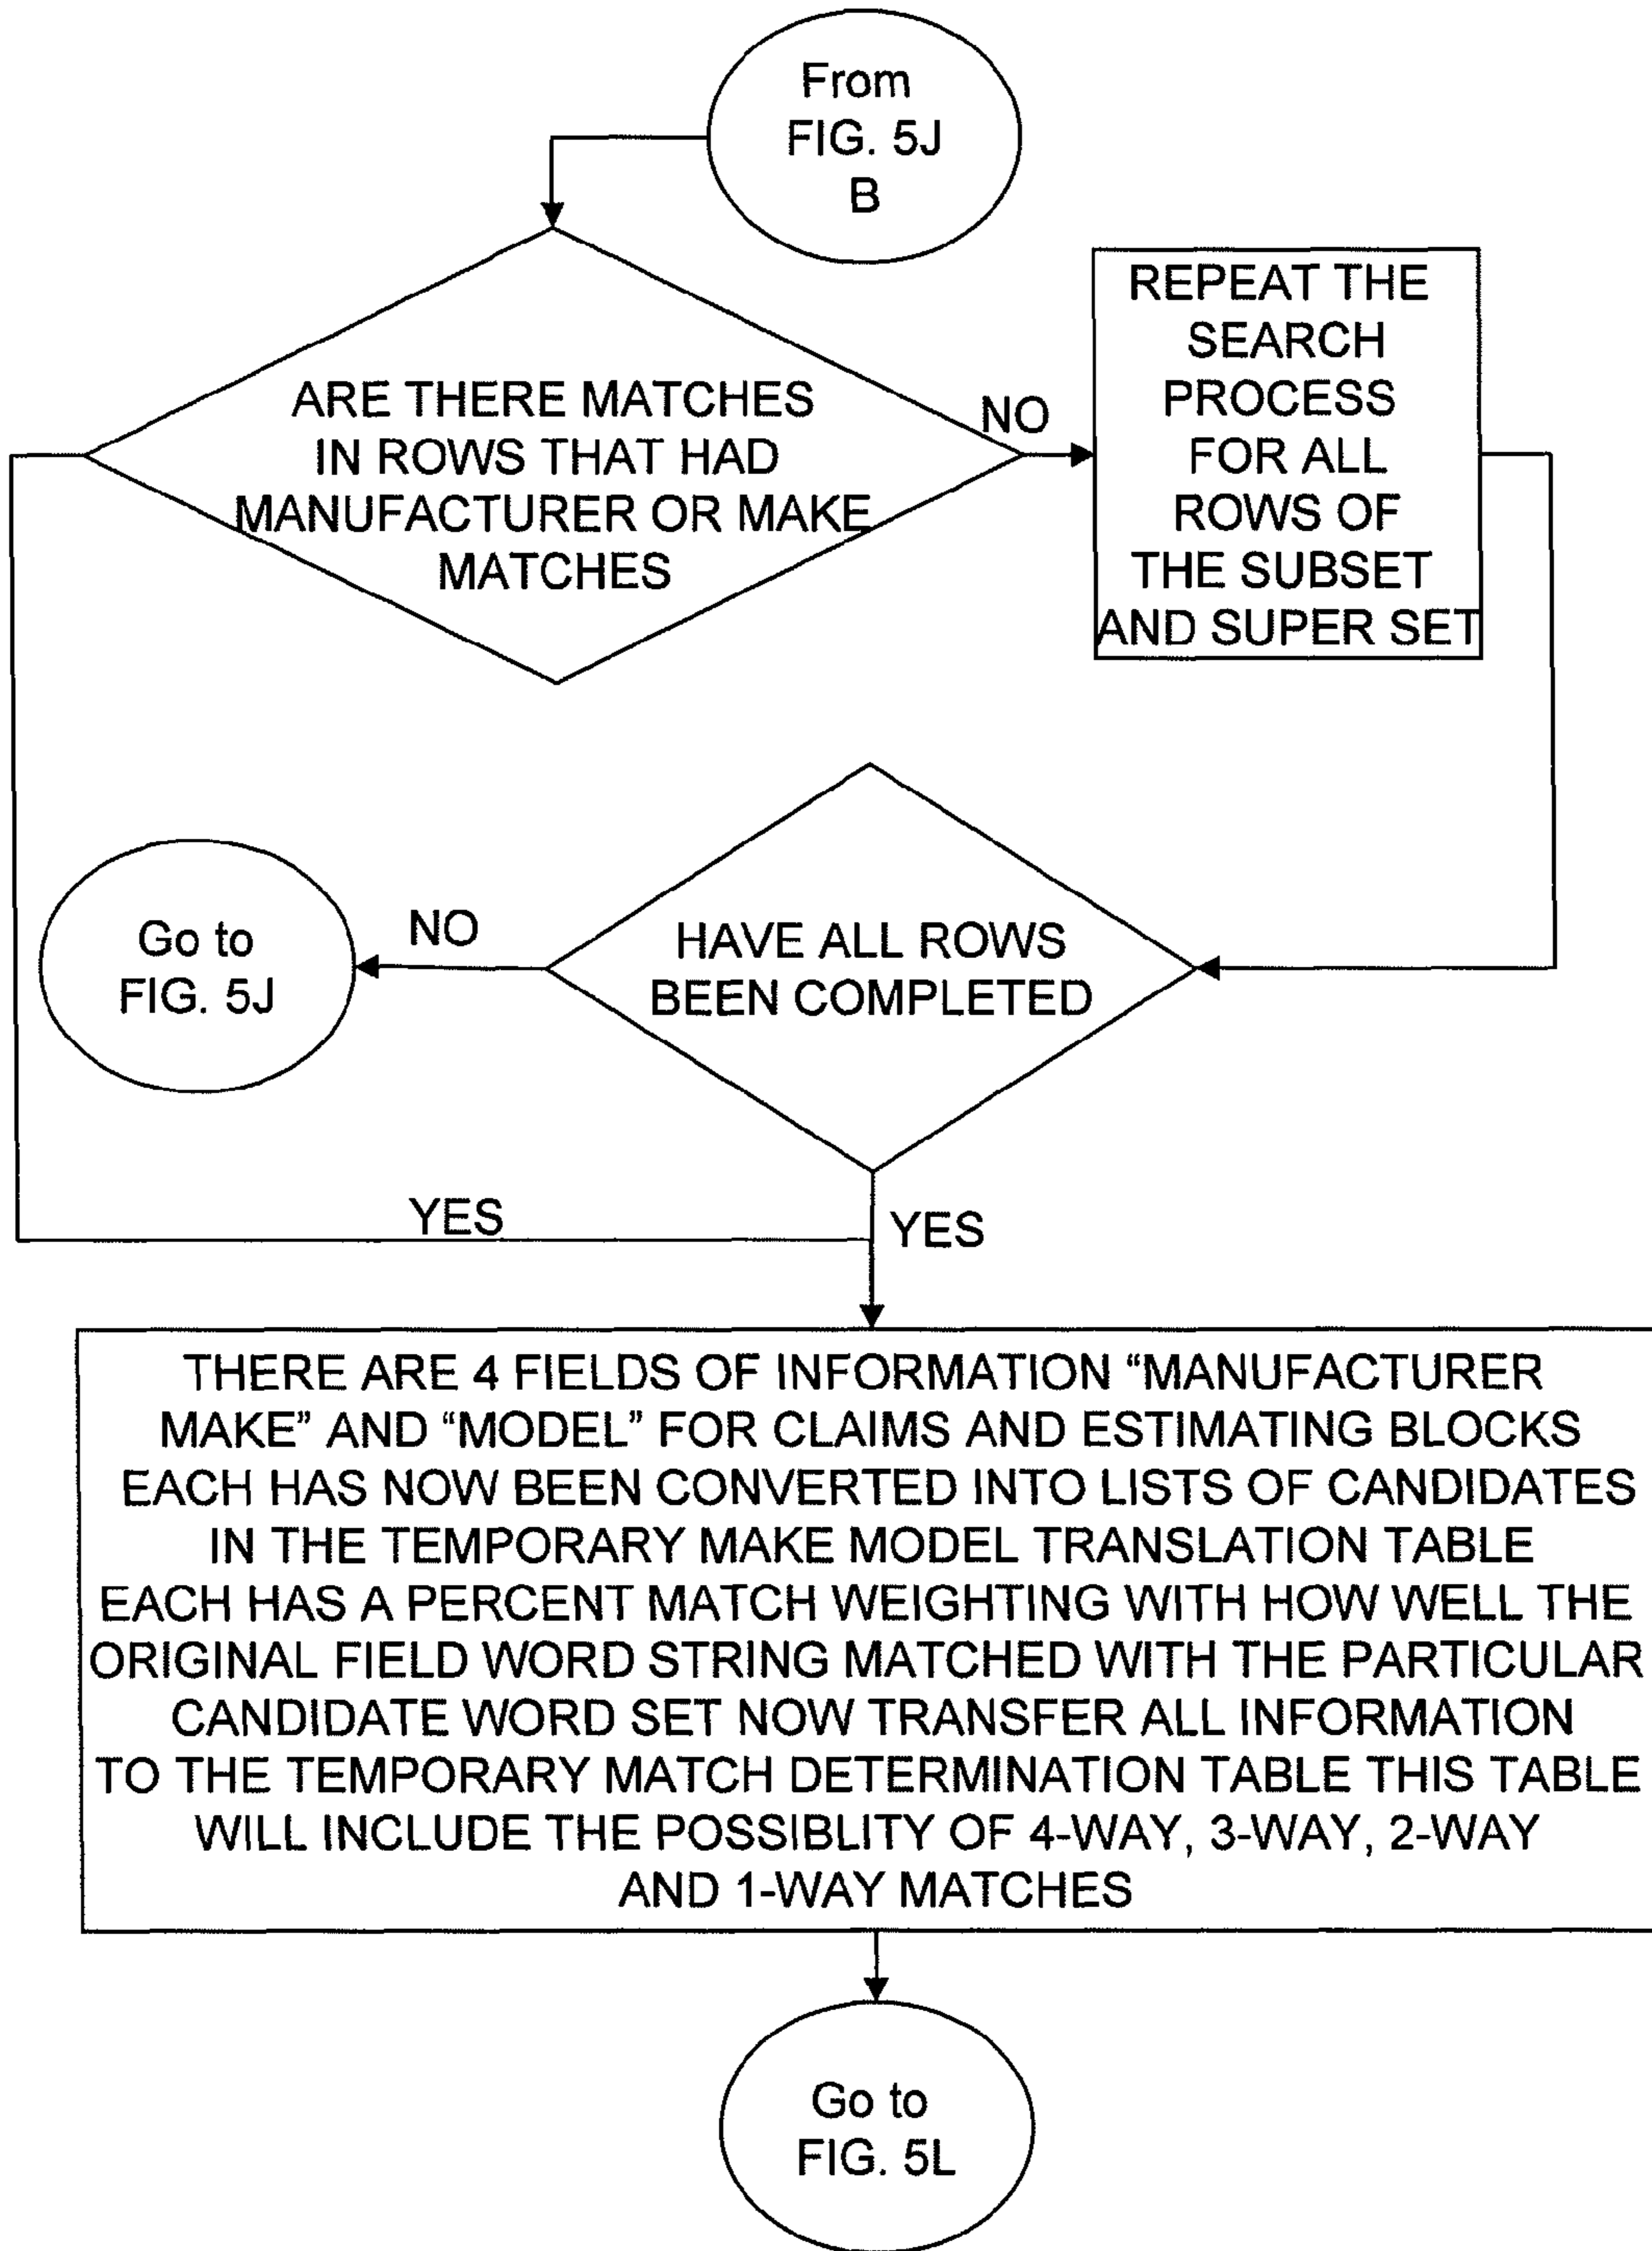 From
FIG. 5J
B
ARE THERE MATCHES
IN ROWS THAT HAD
MANUFACTURER OR MAKE
MATCHES
NO
REPEAT THE
SEARCH
PROCESS
FOR ALL
ROWS OF
THE SUBSET
AND SUPER SET
HAVE ALL ROWS
BEEN COMPLETED
NO
Go to
FIG. 5J
YES
YES
THERE ARE 4 FIELDS OF INFORMATION “MANUFACTURER
MAKE” AND “MODEL” FOR CLAIMS AND ESTIMATING BLOCKS
EACH HAS NOW BEEN CONVERTED INTO LISTS OF CANDIDATES
IN THE TEMPORARY MAKE MODEL TRANSLATION TABLE
EACH HAS A PERCENT MATCH WEIGHTING WITH HOW WELL THE
ORIGINAL FIELD WORD STRING MATCHED WITH THE PARTICULAR
CANDIDATE WORD SET NOW TRANSFER ALL INFORMATION
TO THE TEMPORARY MATCH DETERMINATION TABLE THIS TABLE
WILL INCLUDE THE POSSIBLITY OF 4-WAY, 3-WAY, 2-WAY
AND 1-WAY MATCHES
Go to
FIG. 5L